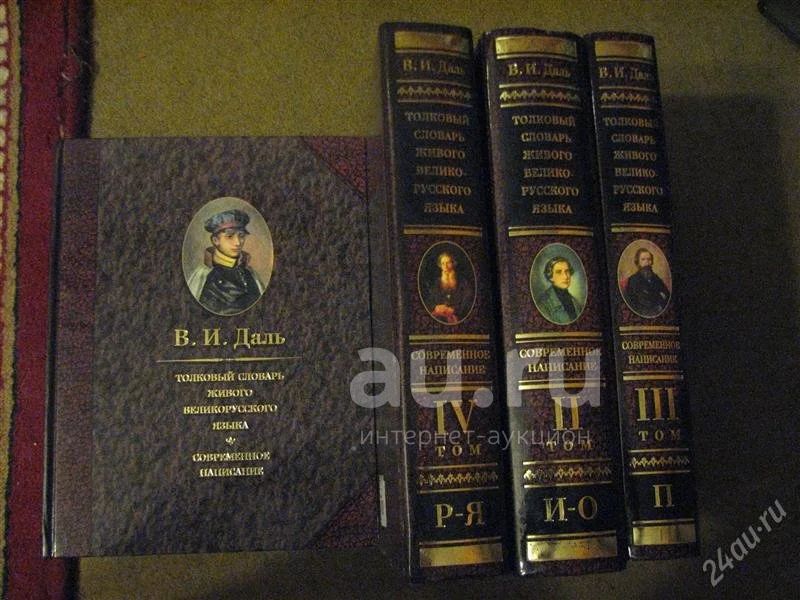 В. И. Даль
ТОЛКОВЫЙ СЛОВАРЬ
ЖИВОГО
ВЕЛИКОРУССКОГО
ЯЗЫКА
СОВРЕМЕННОЕ
НАПИСАНИЕ
В. И. Даль
ТОЛКОВЫЙ
СЛОВАРЬ
ЖИВОГО
ВЕЛИКО-
РУССКОГО
ЯЗЫКА
СОВРЕМЕННОЕ
НАПИСАНИЕ
IV
ТОМ
Р-Я
В. И. Даль
ТОЛКОВЫЙ
СЛОВАРЬ
ЖИВОГО
ВЕЛИКО-
РУССКОГО
ЯЗЫКА
СОВРЕМЕННОЕ
НАПИСАНИЕ
II
ТОМ
И-О
В. И. Даль
ТОЛКОВЫЙ
СЛОВАРЬ
ЖИВОГО
ВЕЛИКО-
РУССКОГО
ЯЗЫКА
СОВРЕМЕННОЕ
НАПИСАНИЕ
III
ТОМ
П
au.ru
интернет-аукцион
24au.ru